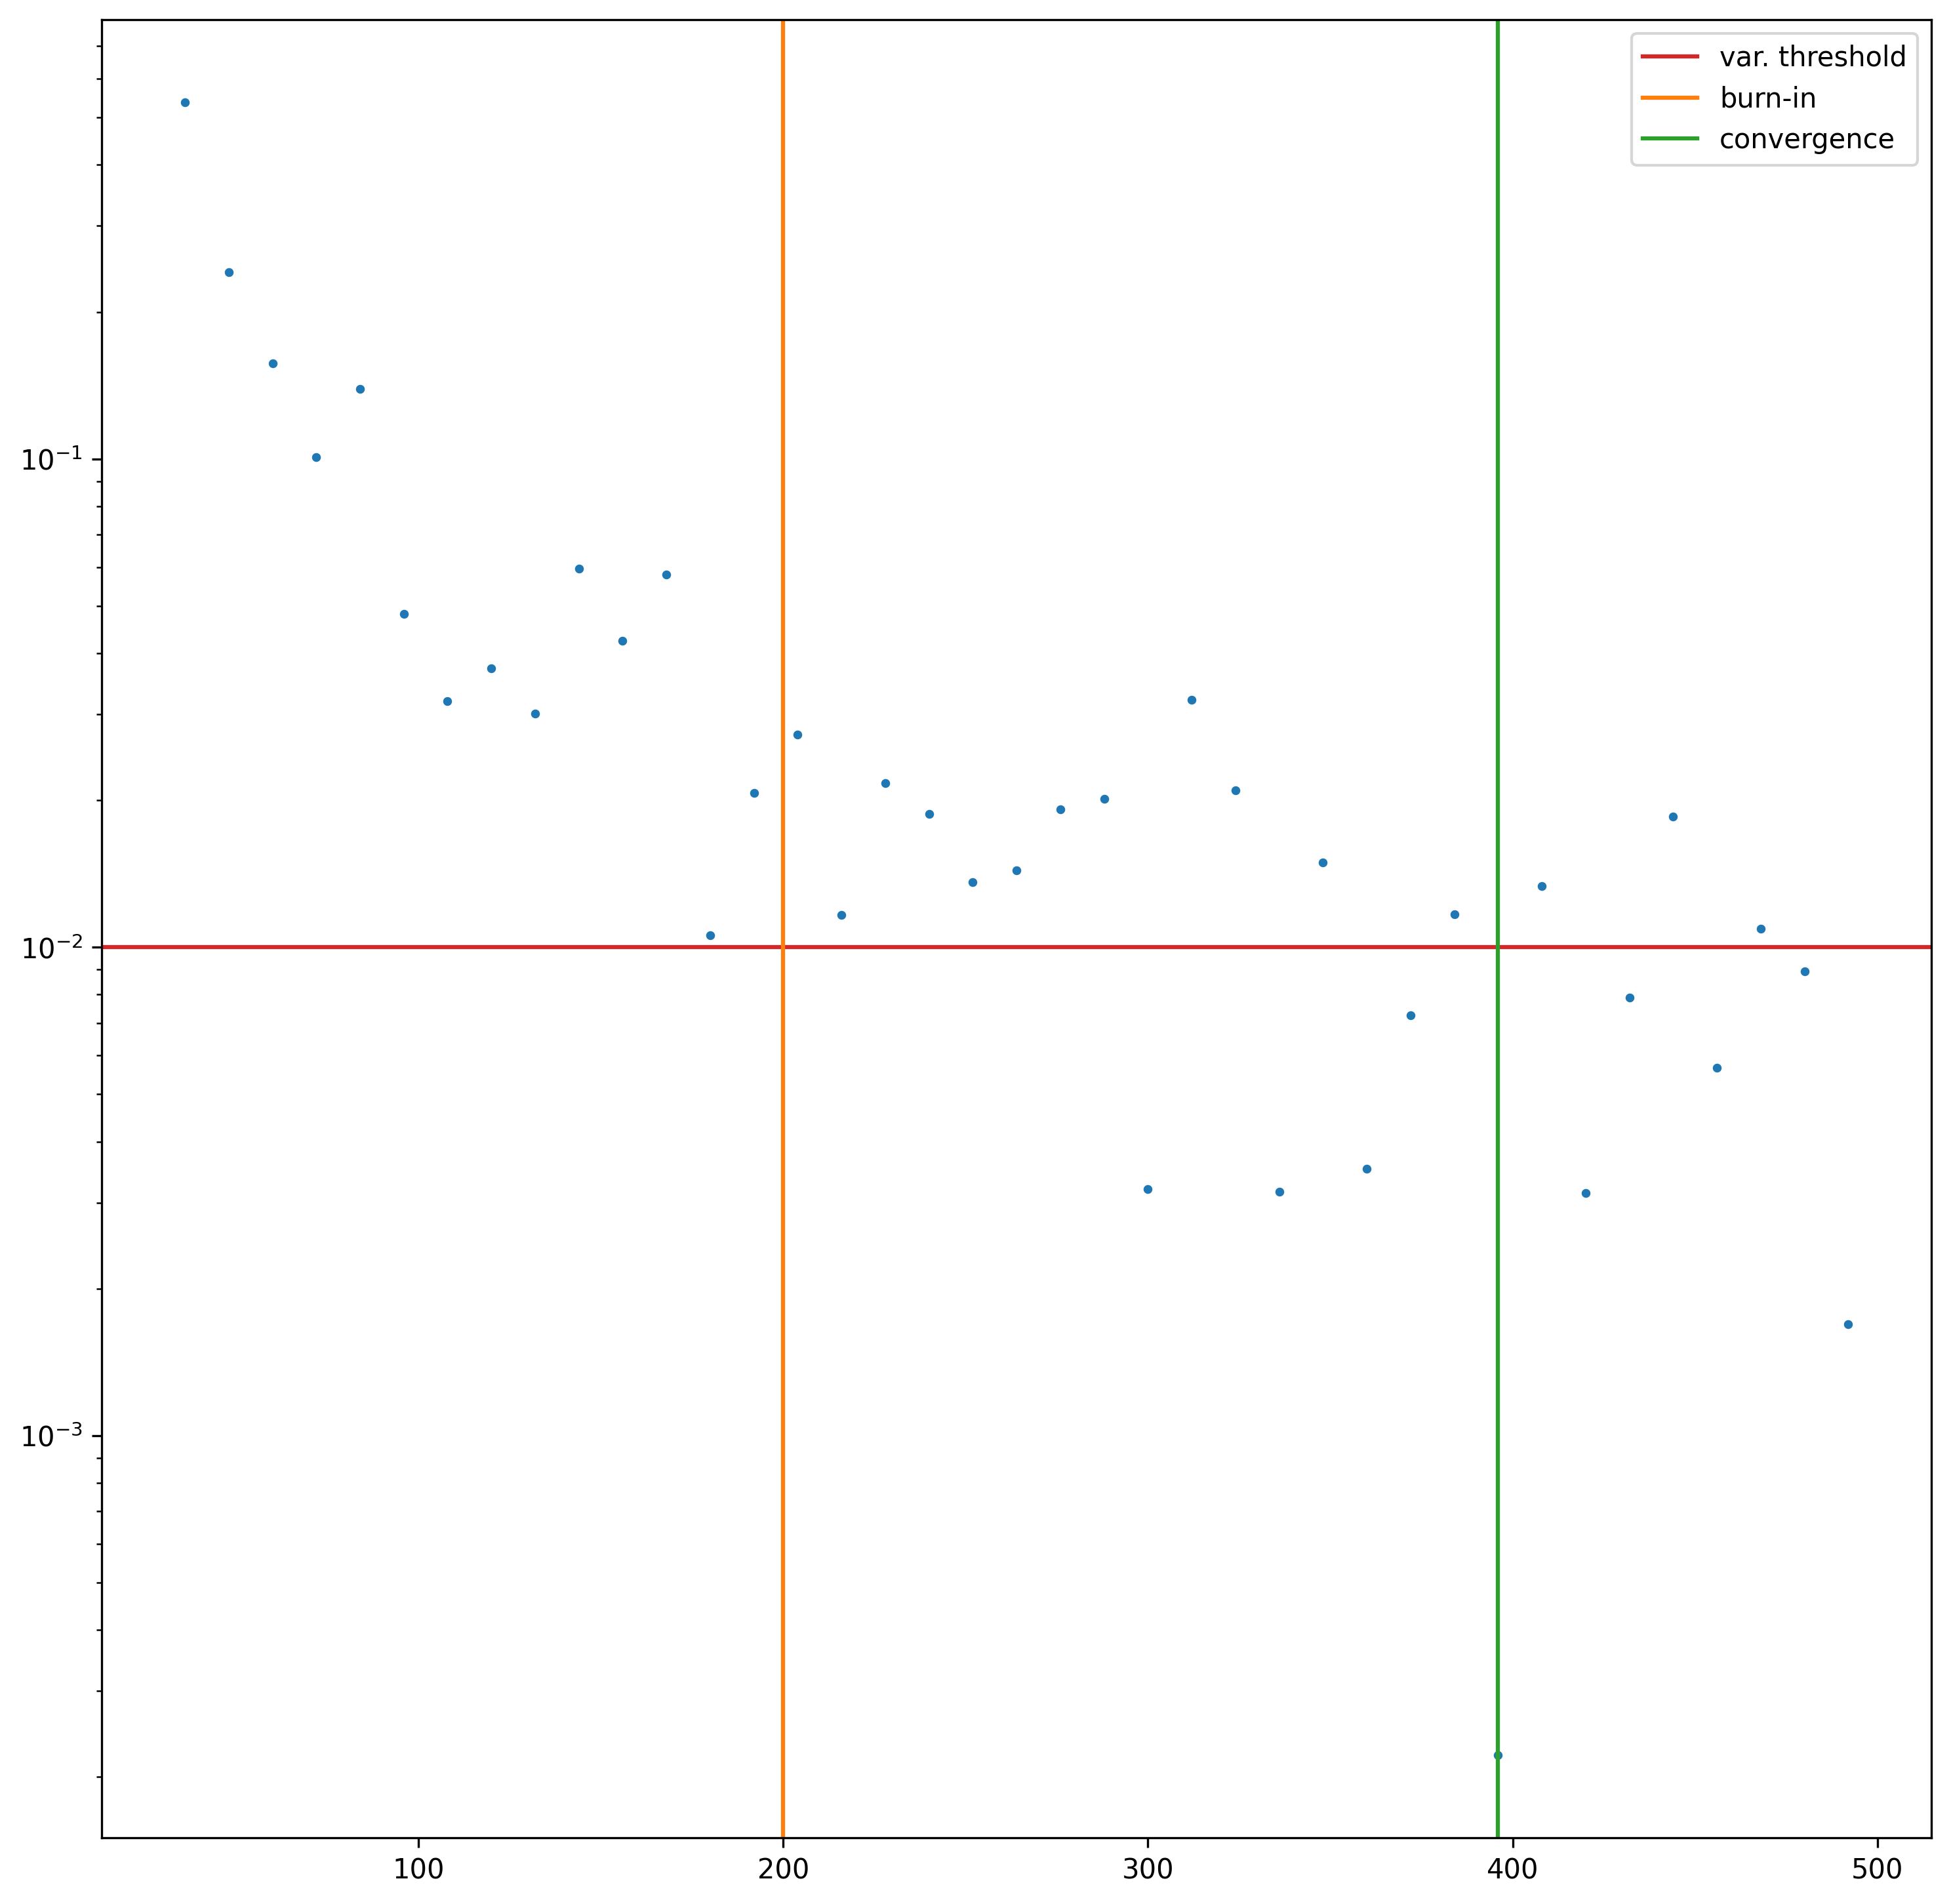 var. threshold
burn-in
convergence
10⁻¹
10⁻²
10⁻³
100 200 300 400 500